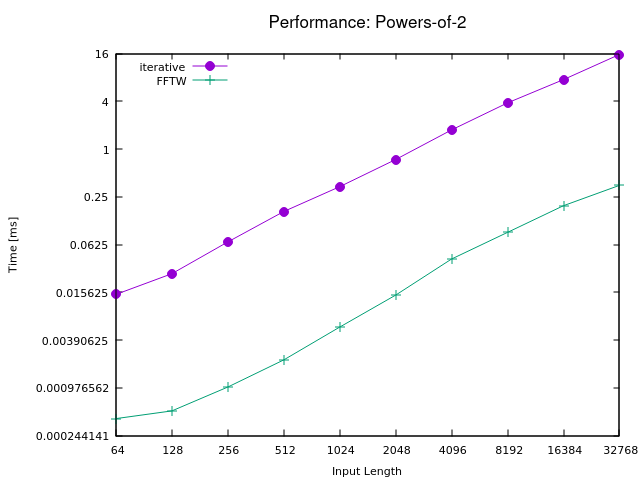 Performance: Powers-of-2
iterative
FFTW
16
4
1
0.25
0.0625
0.015625
0.00390625
0.000976562
0.000244141
Time [ms]
64 128 256 512 1024 2048 4096 8192 16384 32768
Input Length